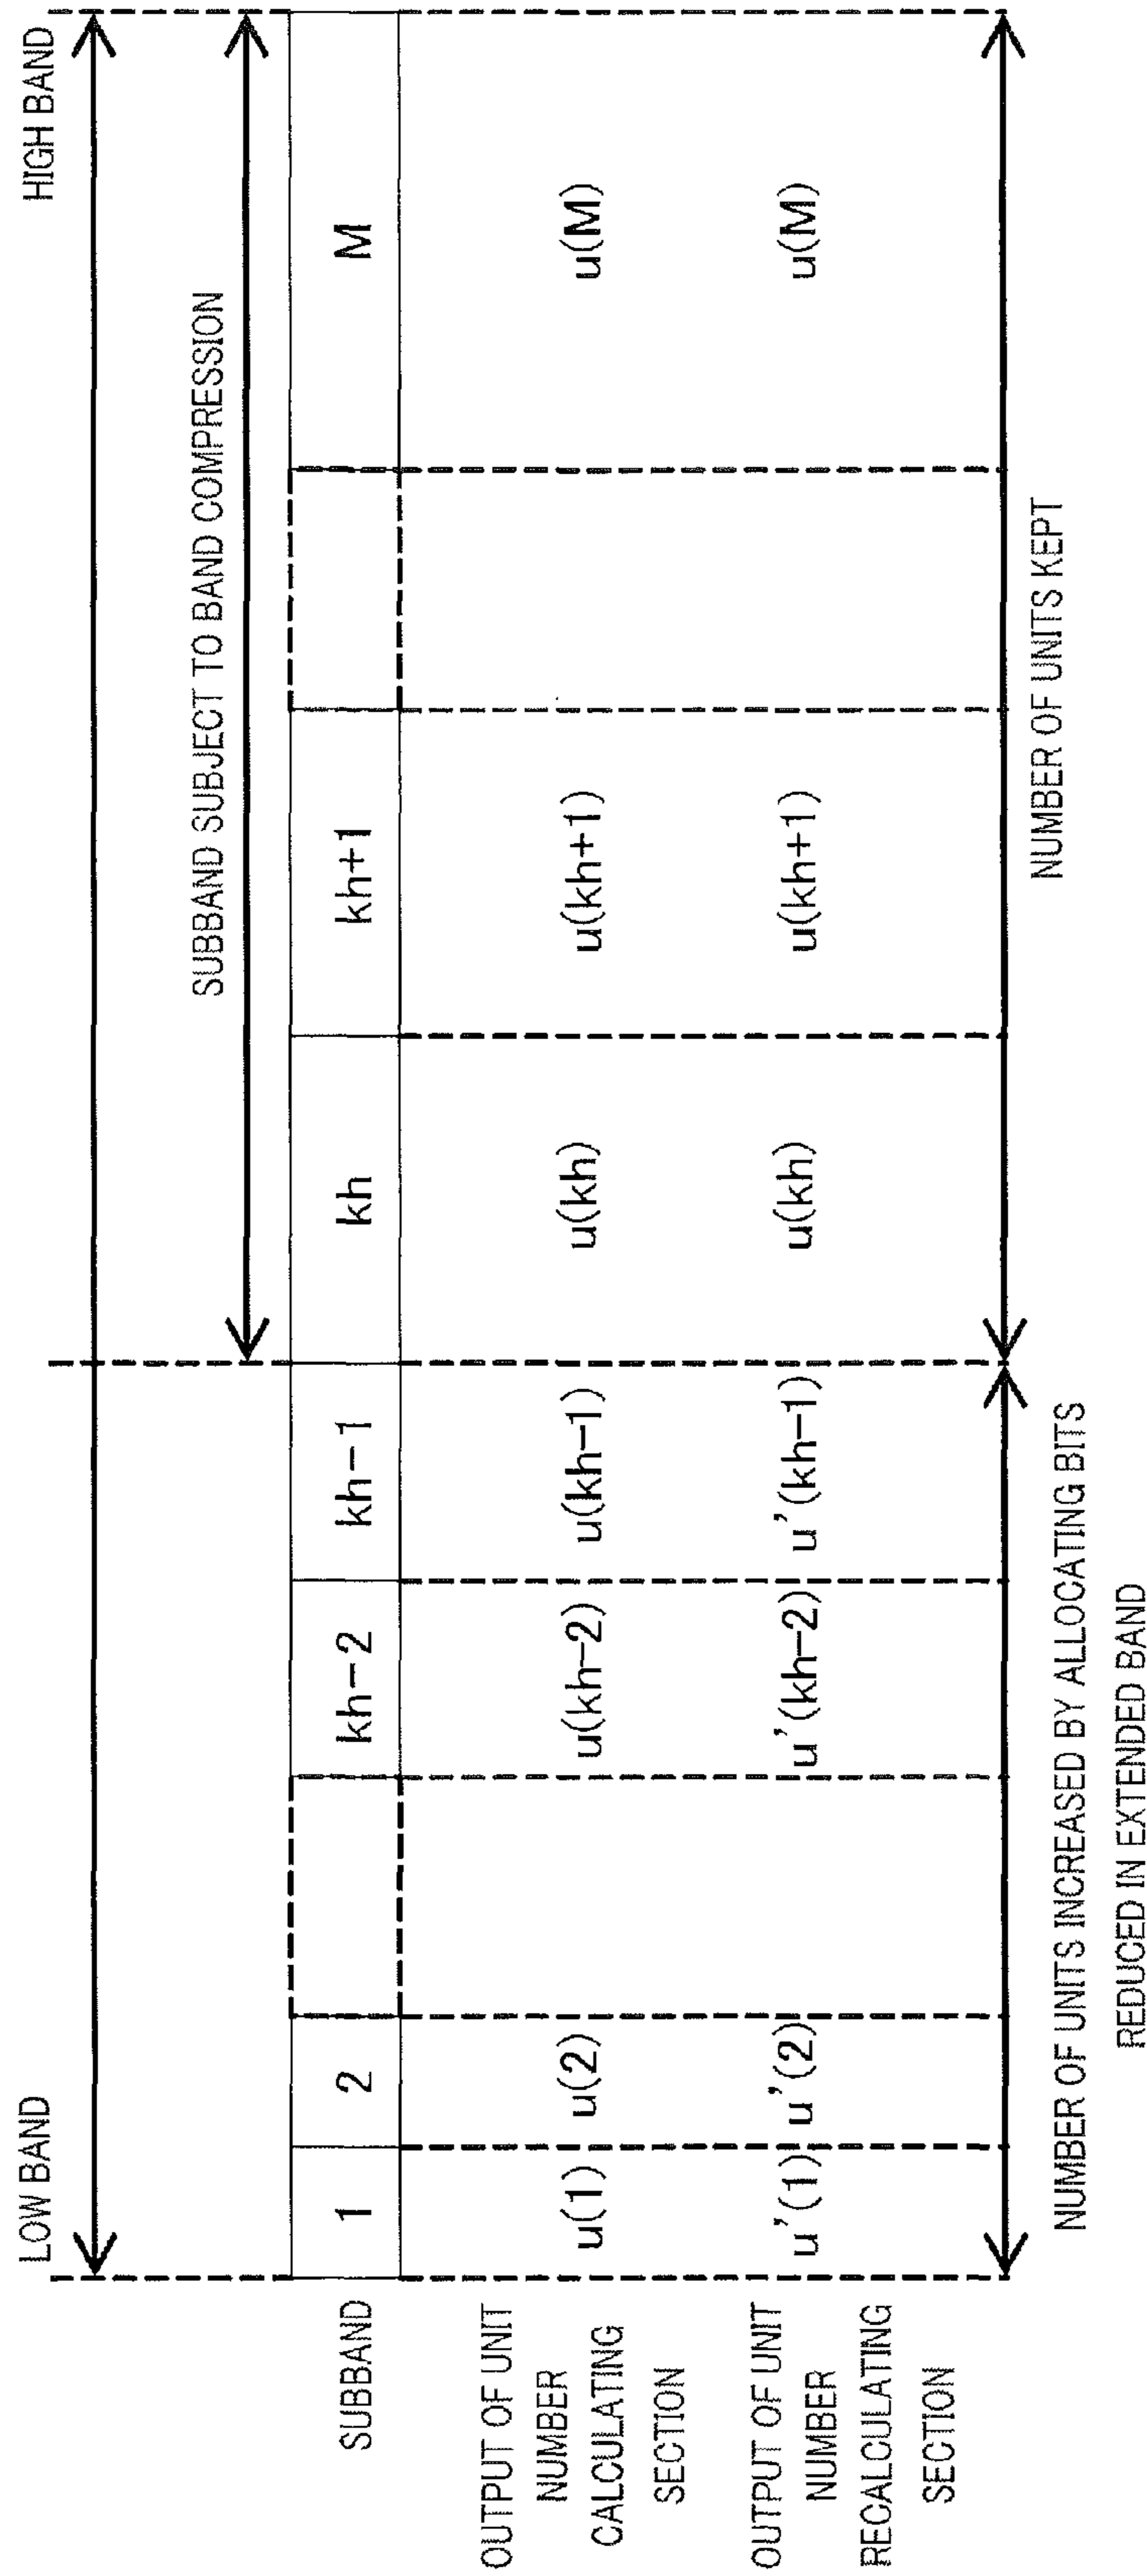 LOW BAND
HIGH BAND
SUBBAND SUBJECT TO BAND COMPRESSION
SUBBAND
1
2
kh-2
kh-1
kh
kh+1
M
OUTPUT OF UNIT
NUMBER
CALCULATING
SECTION
u(1)
u(2)
u(kh-2)
u(kh-1)
u(kh)
u(kh+1)
u(M)
OUTPUT OF UNIT
NUMBER
RECALCULATING
SECTION
u'(1)
u'(2)
u'(kh-2)
u'(kh-1)
u(kh)
u(kh+1)
u(M)
NUMBER OF UNITS INCREASED BY ALLOCATING BITS
REDUCED IN EXTENDED BAND
NUMBER OF UNITS KEPT